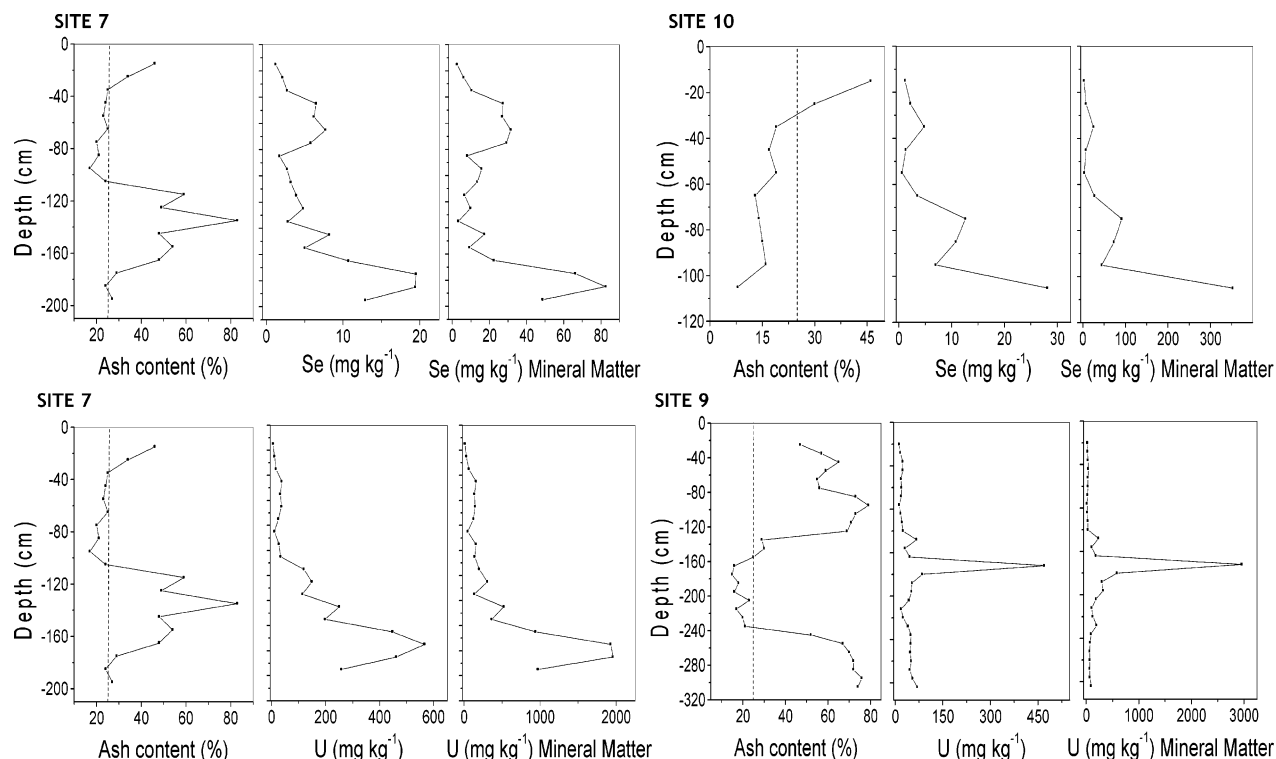 SITE 7
SITE 10
0
-40
-80
-120
-160
-200
Depth (cm)
20 40 60 80
Ash content (%)
0 10 20
Se (mg kg⁻¹)
0 20 40 60 80
Se (mg kg⁻¹) Mineral Matter
0
-20
-40
-60
-80
-100
-120
Depth (cm)
0 15 30 45
Ash content (%)
0 10 20 30
Se (mg kg⁻¹)
0 100 200 300
Se (mg kg⁻¹) Mineral Matter
SITE 7
SITE 9
0
-40
-80
-120
-160
-200
Depth (cm)
20 40 60 80
Ash content (%)
0 200 400 600
U (mg kg⁻¹)
0 1000 2000
U (mg kg⁻¹) Mineral Matter
0
-40
-80
-120
-160
-200
-240
-280
-320
Depth (cm)
20 40 60 80
Ash content (%)
0 150 300 450
U (mg kg⁻¹)
0 1000 2000 3000
U (mg kg⁻¹) Mineral Matter